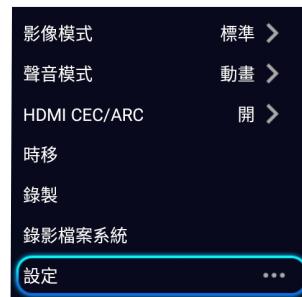 影像模式 標準
聲音模式 動畫
HDMI CEC/ARC 開
時移
錄製
錄影檔案系統
設定